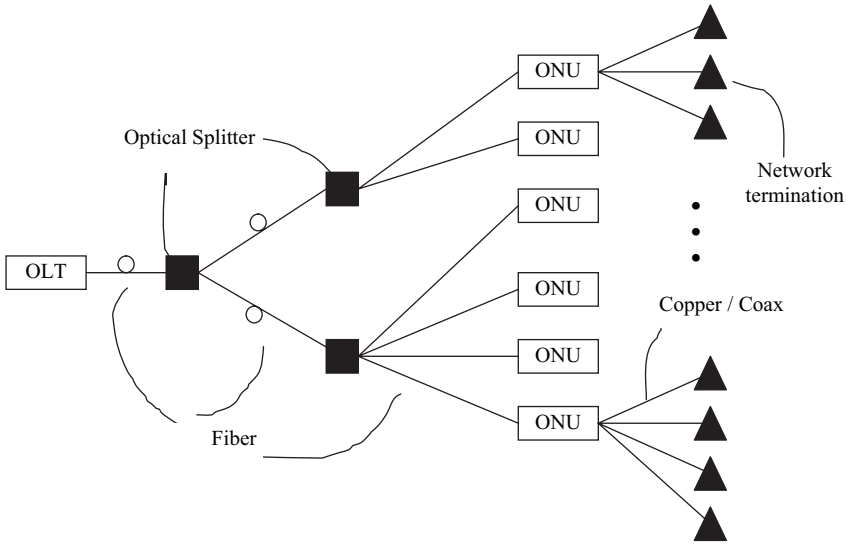 ONU
ONU
Optical Splitter
Network
termination
ONU
OLT
ONU
Copper / Coax
ONU
ONU
Fiber